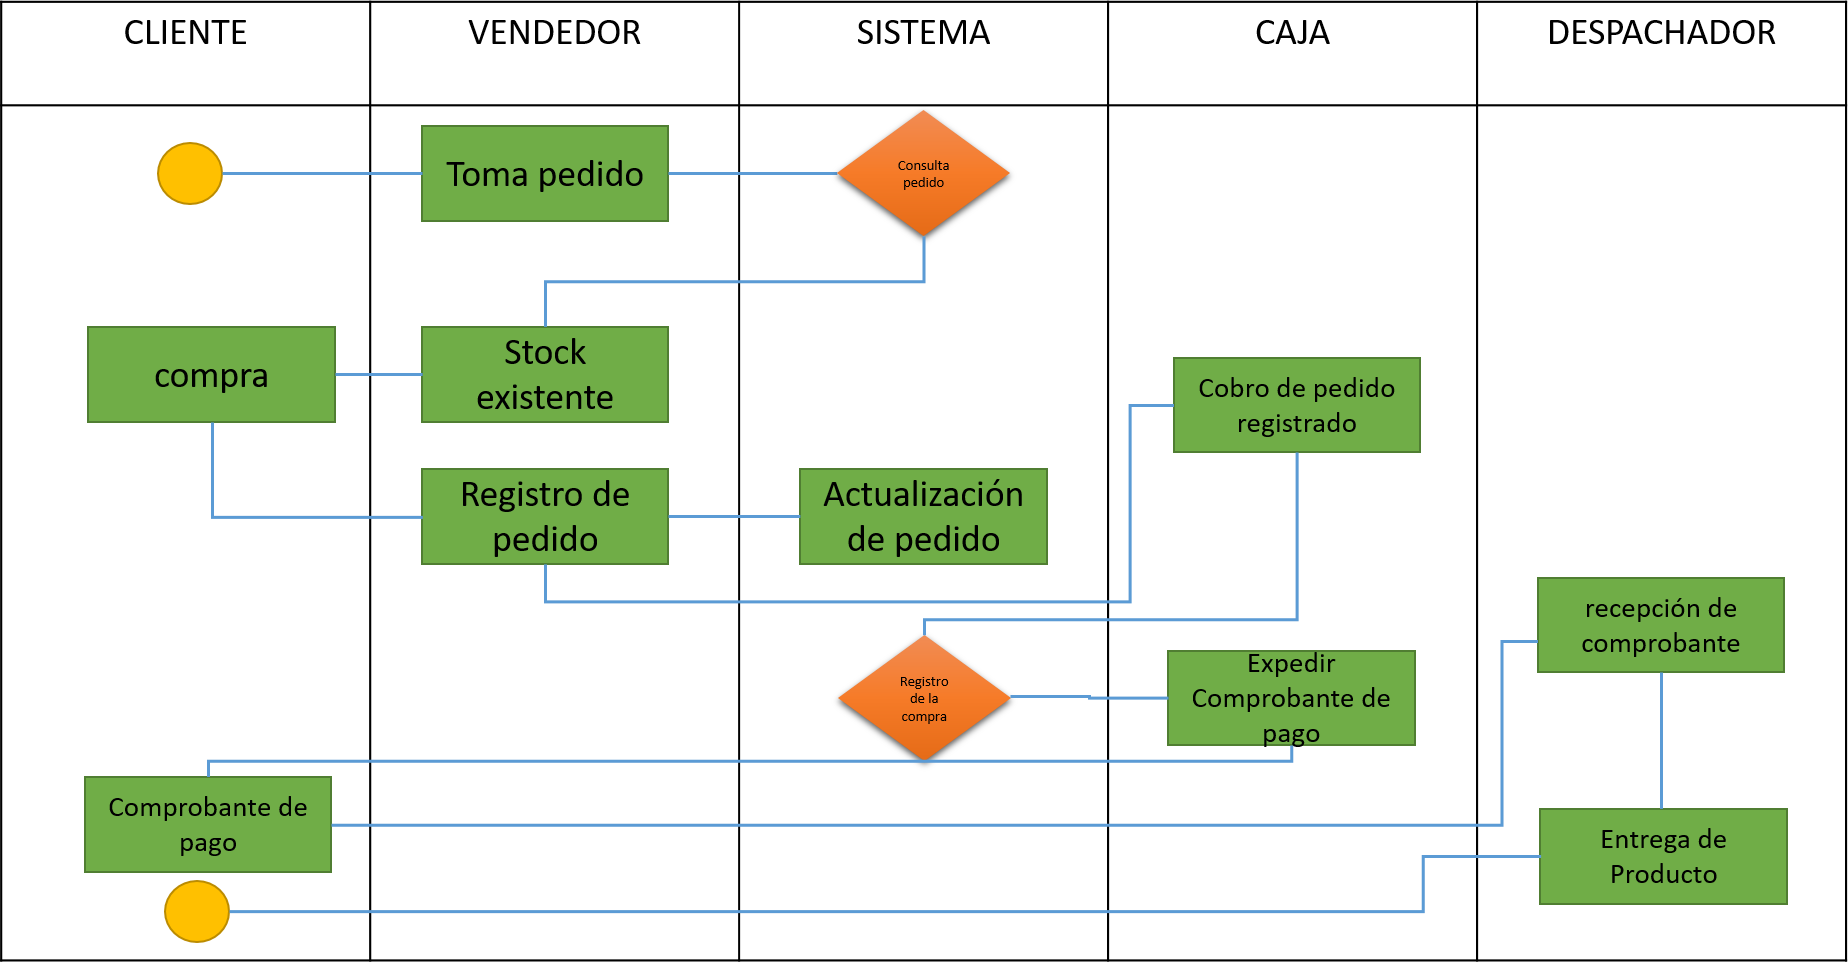 CLIENTE
VENDEDOR
SISTEMA
CAJA
DESPACHADOR
Toma pedido
Consulta
pedido
compra
Stock
existente
Cobro de pedido
registrado
Registro de
pedido
Actualización
de pedido
recepción de
comprobante
Registro
de la
compra
Expedir
Comprobante de
pago
Comprobante de
pago
Entrega de
Producto